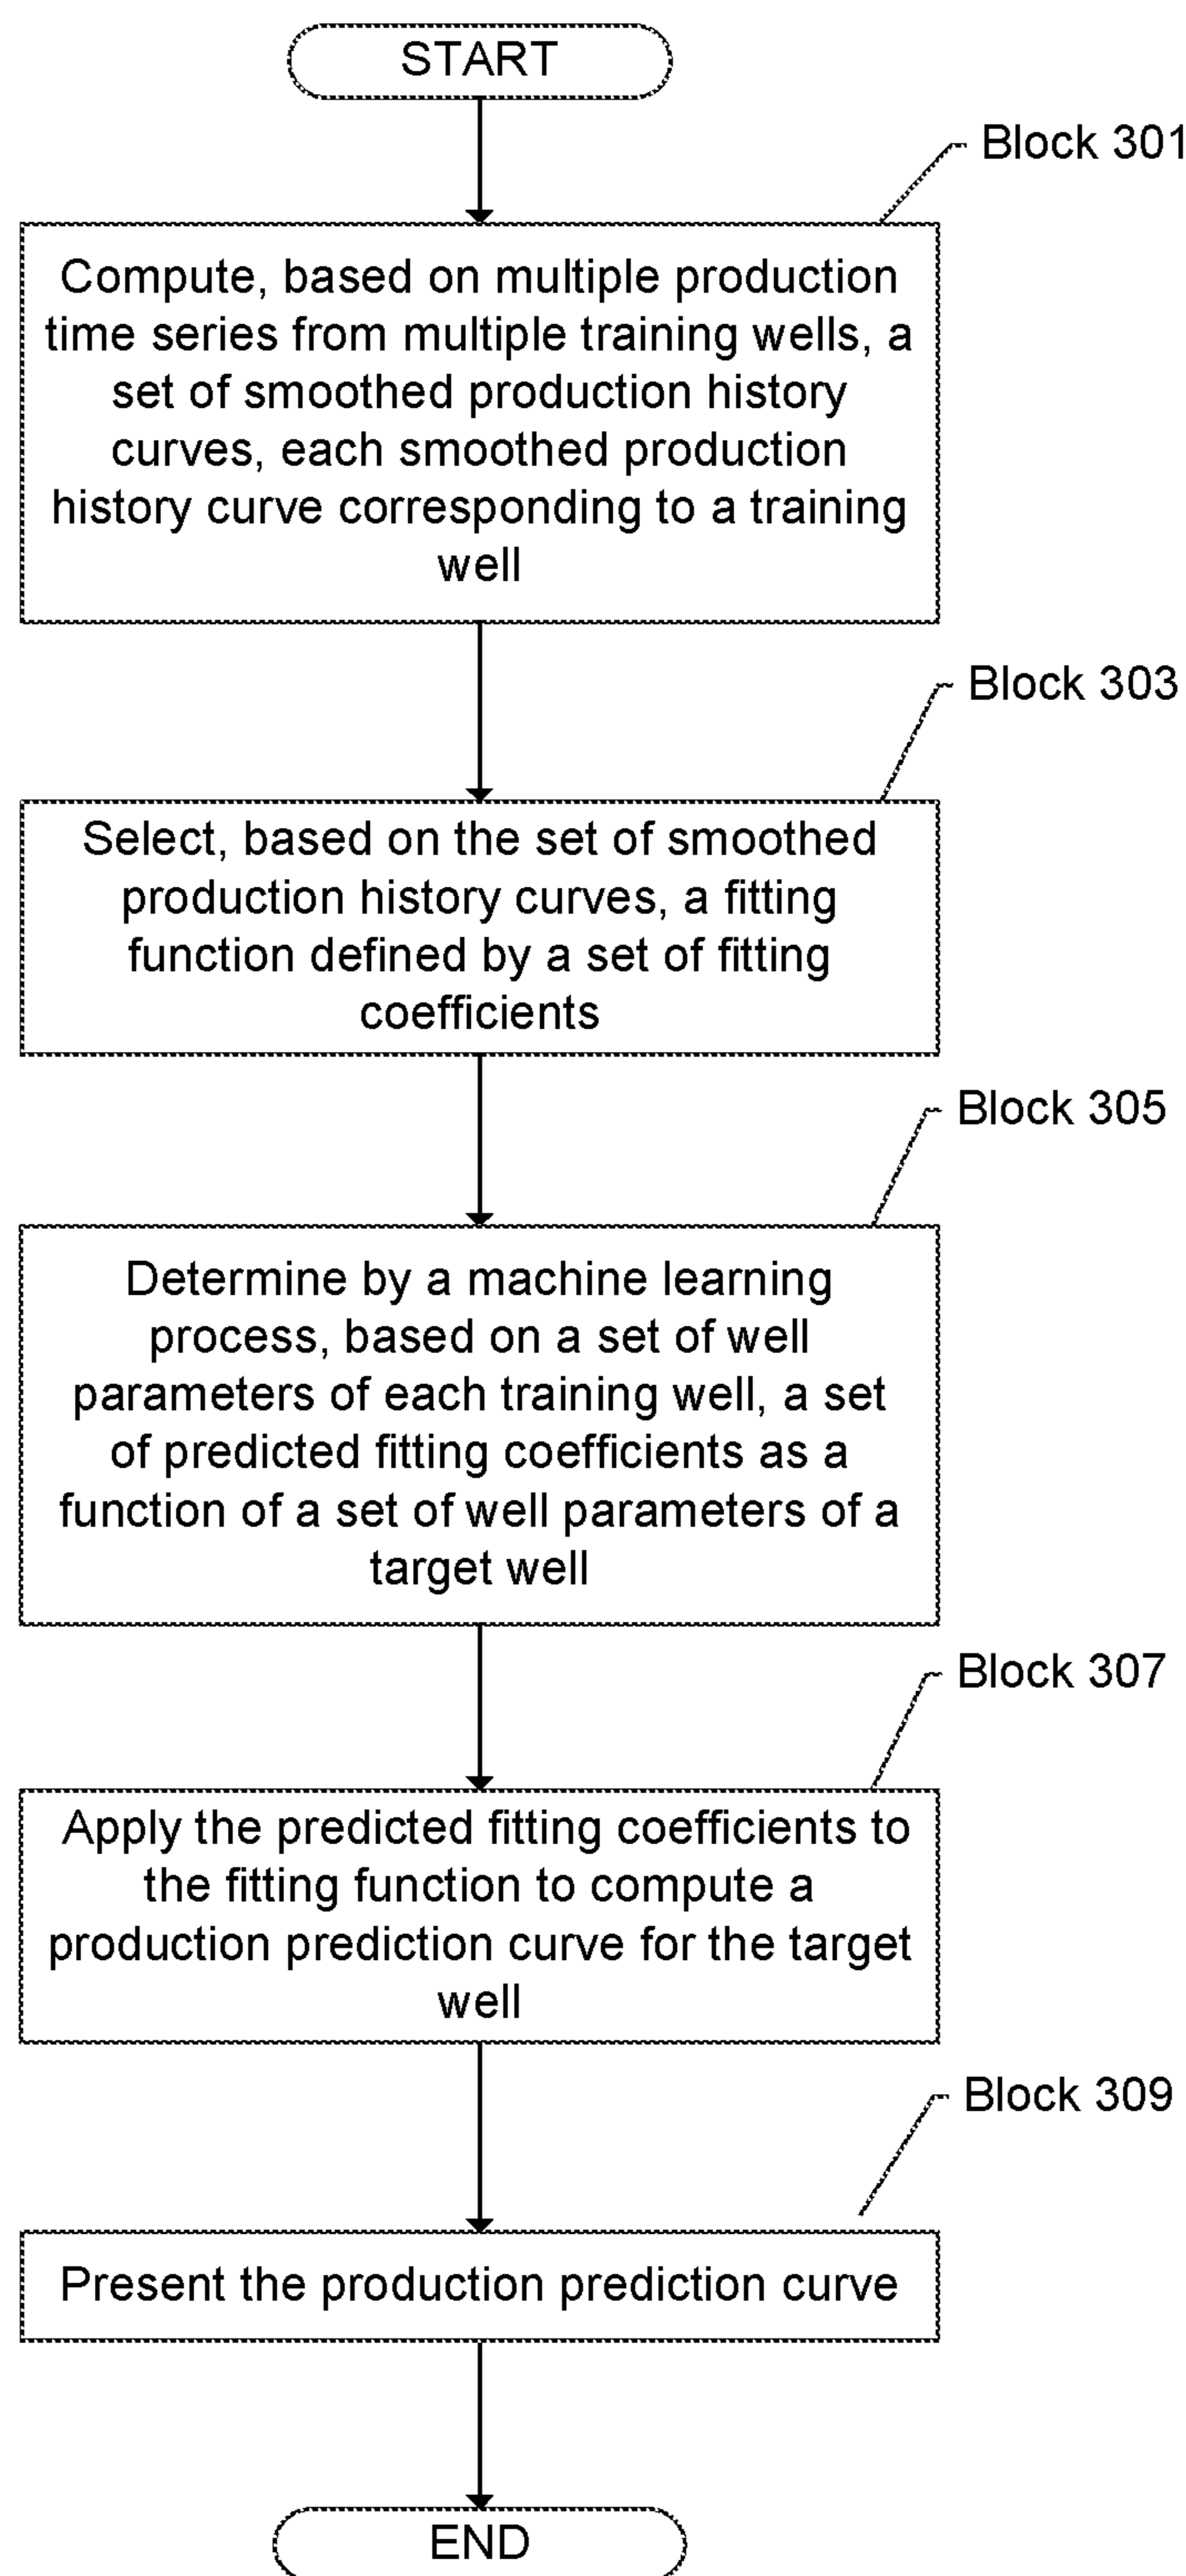 START
Block 301
Compute, based on multiple production
time series from multiple training wells, a
set of smoothed production history
curves, each smoothed production
history curve corresponding to a training
well
Block 303
Select, based on the set of smoothed
production history curves, a fitting
function defined by a set of fitting
coefficients
Block 305
Determine by a machine learning
process, based on a set of well
parameters of each training well, a set
of predicted fitting coefficients as a
function of a set of well parameters of a
target well
Block 307
Apply the predicted fitting coefficients to
the fitting function to compute a
production prediction curve for the target
well
Block 309
Present the production prediction curve
END